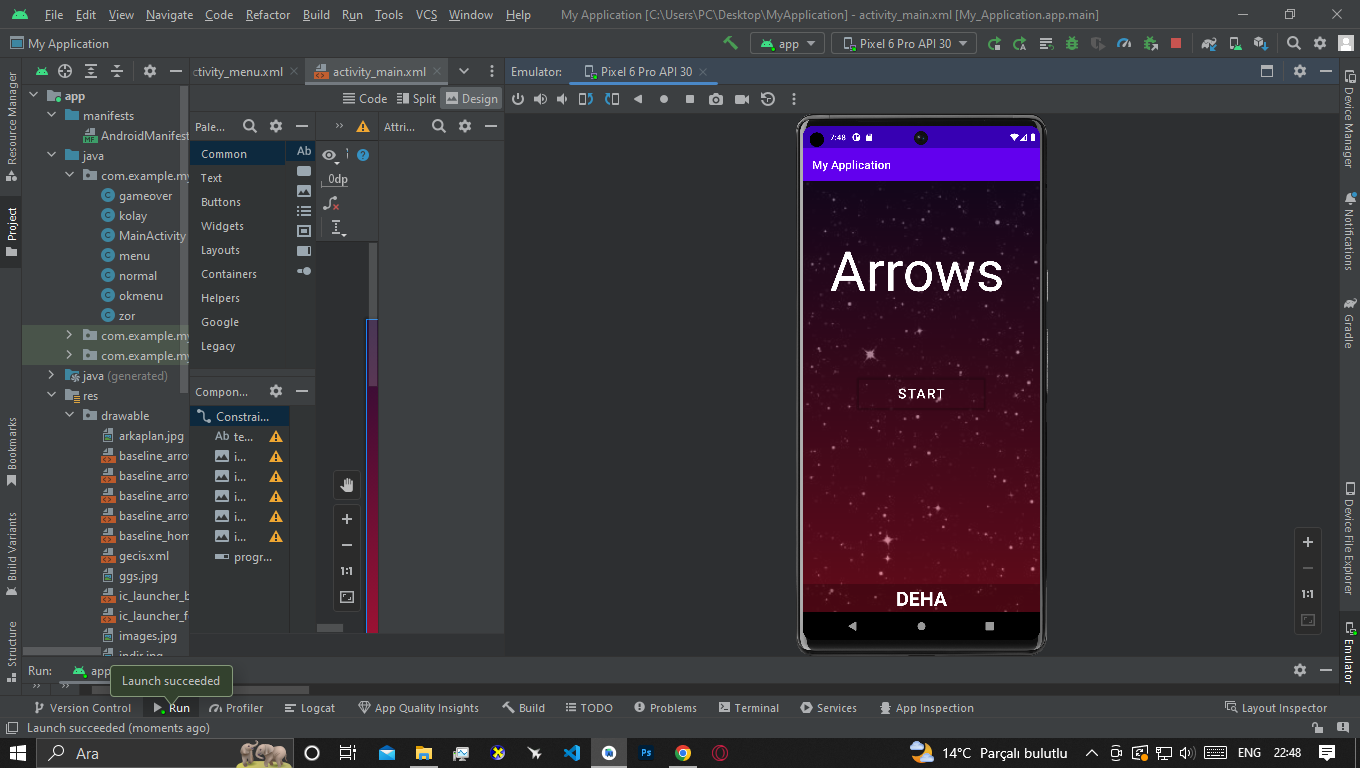 File Edit View Navigate Code Refactor Build Run Tools VCS Window Help My Application [C:\Users\PC\Desktop\MyApplication] - activity_main.xml [My_Application.app.main]
My Application app Pixel 6 Pro API 30
ctivity_menu.xml activity_main.xml Emulator: Pixel 6 Pro API 30
Code Split Design
Resource Manager
Project
Bookmarks
Build Variants
Structure
app
manifests
AndroidManifest
java
com.example.my
gameover
kolay
MainActivity
menu
normal
okmenu
zor
com.example.my
com.example.my
java (generated)
res
drawable
arkaplan.jpg
baseline_arro
baseline_arro
baseline_arro
baseline_arro
baseline_hom
gecis.xml
ggs.jpg
ic_launcher_b
ic_launcher_f
images.jpg
indir.jpg
Pale...
Common
Text
Buttons
Widgets
Layouts
Containers
Helpers
Google
Legacy
Ab
Compon...
Constrai...
Ab te...
i...
i...
i...
i...
i...
progr...
Attri...
0dp
1:1
7:48
My Application
Arrows
START
DEHA
1:1
Device Manager
Notifications
Gradle
Device File Explorer
Emulator
Run: app
Launch succeeded
Version Control Run Profiler Logcat App Quality Insights Build TODO Problems Terminal Services App Inspection Layout Inspector
Launch succeeded (moments ago)
Ara 14°C Parçalı bulutlu ENG 22:48